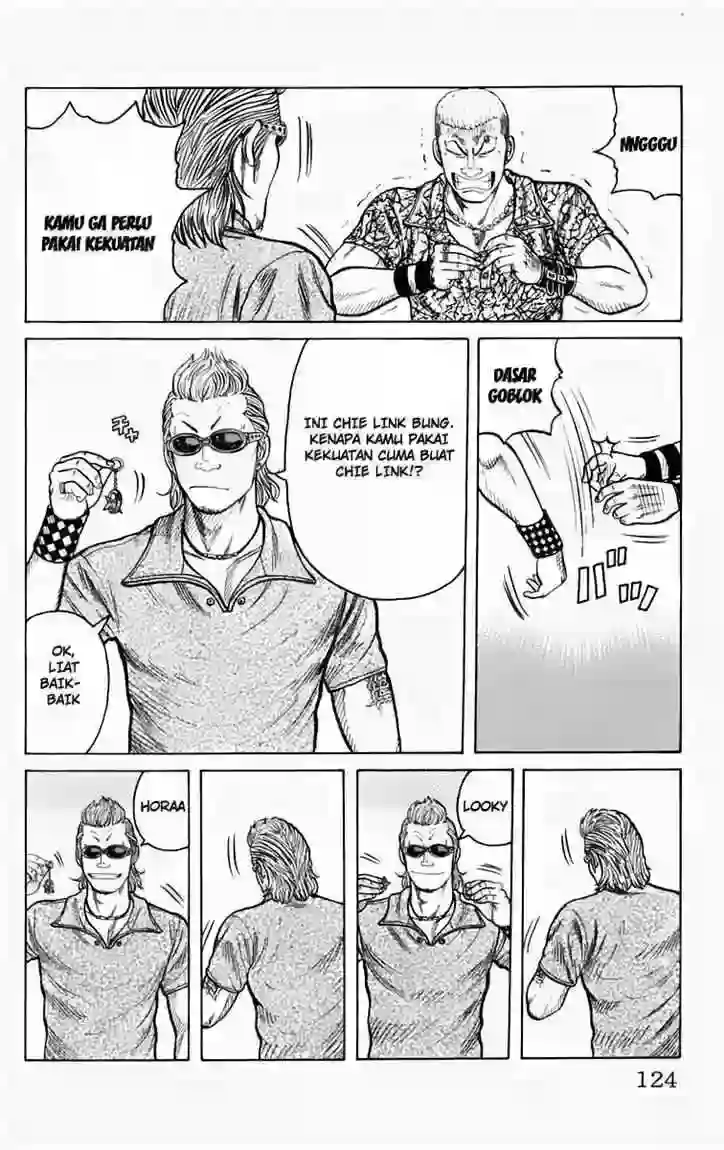 MNGGGU
KAMU GA PERLU
PAKAI KEKUATAN
DASAR
GOBLOK
INI CHIE LINK BUNG.
KENAPA KAMU PAKAI
KEKUATAN CUMA BUAT
CHIE LINK!?
OK,
LIAT
BAIK-
BAIK
HORAA
LOOKY
124